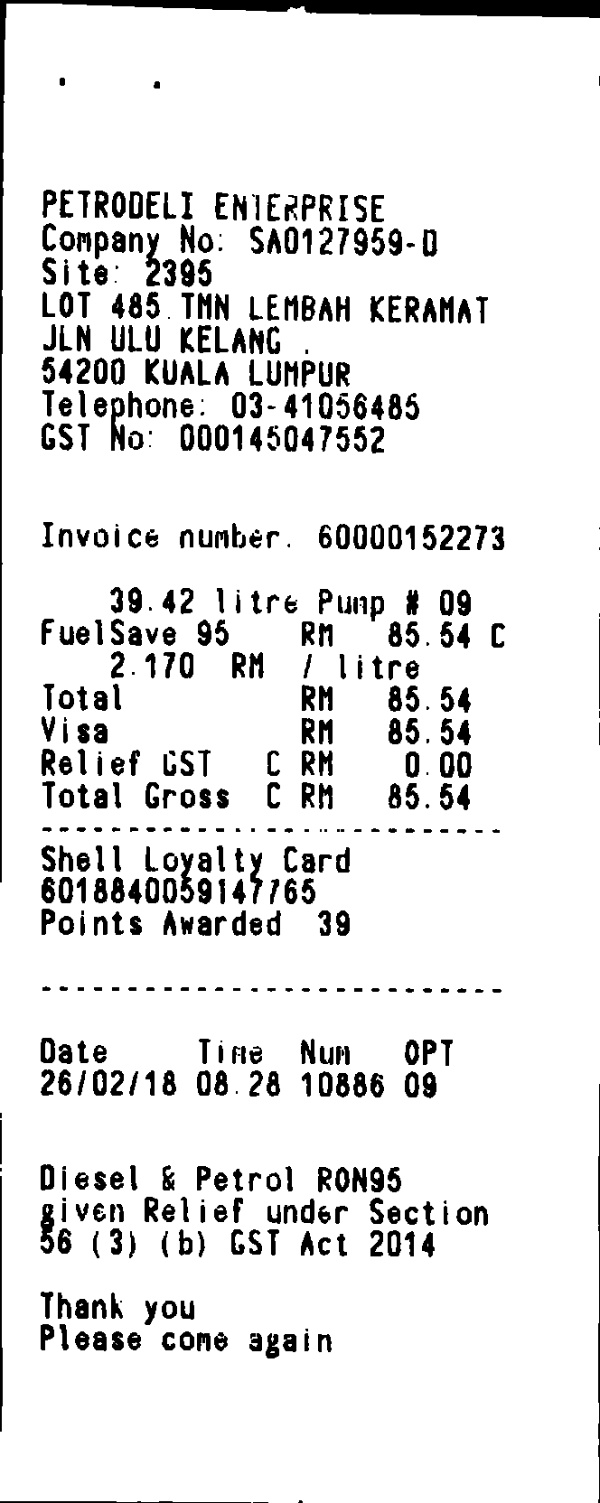 PETRODELI ENTERPRISE
Company No: SA0127959-D
Site: 2395
LOT 485 TMN LEMBAH KERAMAT
JLN ULU KELANG .
54200 KUALA LUMPUR
Telephone: 03-41056485
GST No: 000145047552
Invoice number. 60000152273
39.42 litre Pump # 09
FuelSave 95 RM 85.54 C
2.170 RM / litre
Total RM 85.54
Visa RM 85.54
Relief GST C RM 0.00
Total Gross C RM 85.54
Shell Loyalty Card
6018840059147765
Points Awarded 39
Date Time Num OPT
26/02/18 08.28 10886 09
Diesel & Petrol RON95
given Relief under Section
56 (3) (b) GST Act 2014
Thank you
Please come again